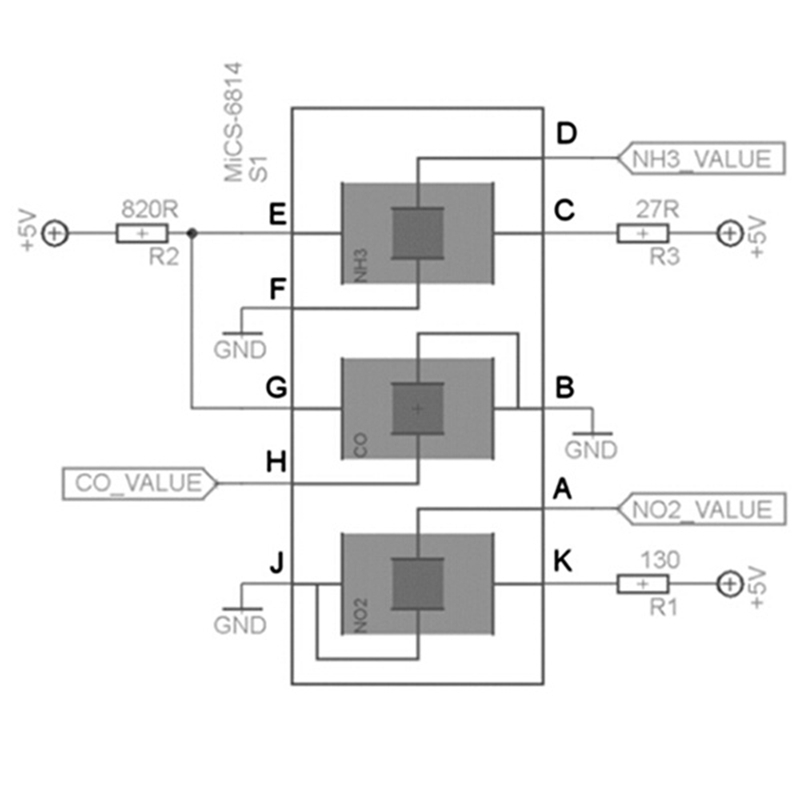 MiCS-6814
S1
D
NH3_VALUE
820R
E
C
27R
+5V
+
R2
+
R3
+5V
NH3
F
GND
G
B
+
CO
GND
H
CO_VALUE
A
NO2_VALUE
J
K
130
+
R1
+5V
GND
NO2